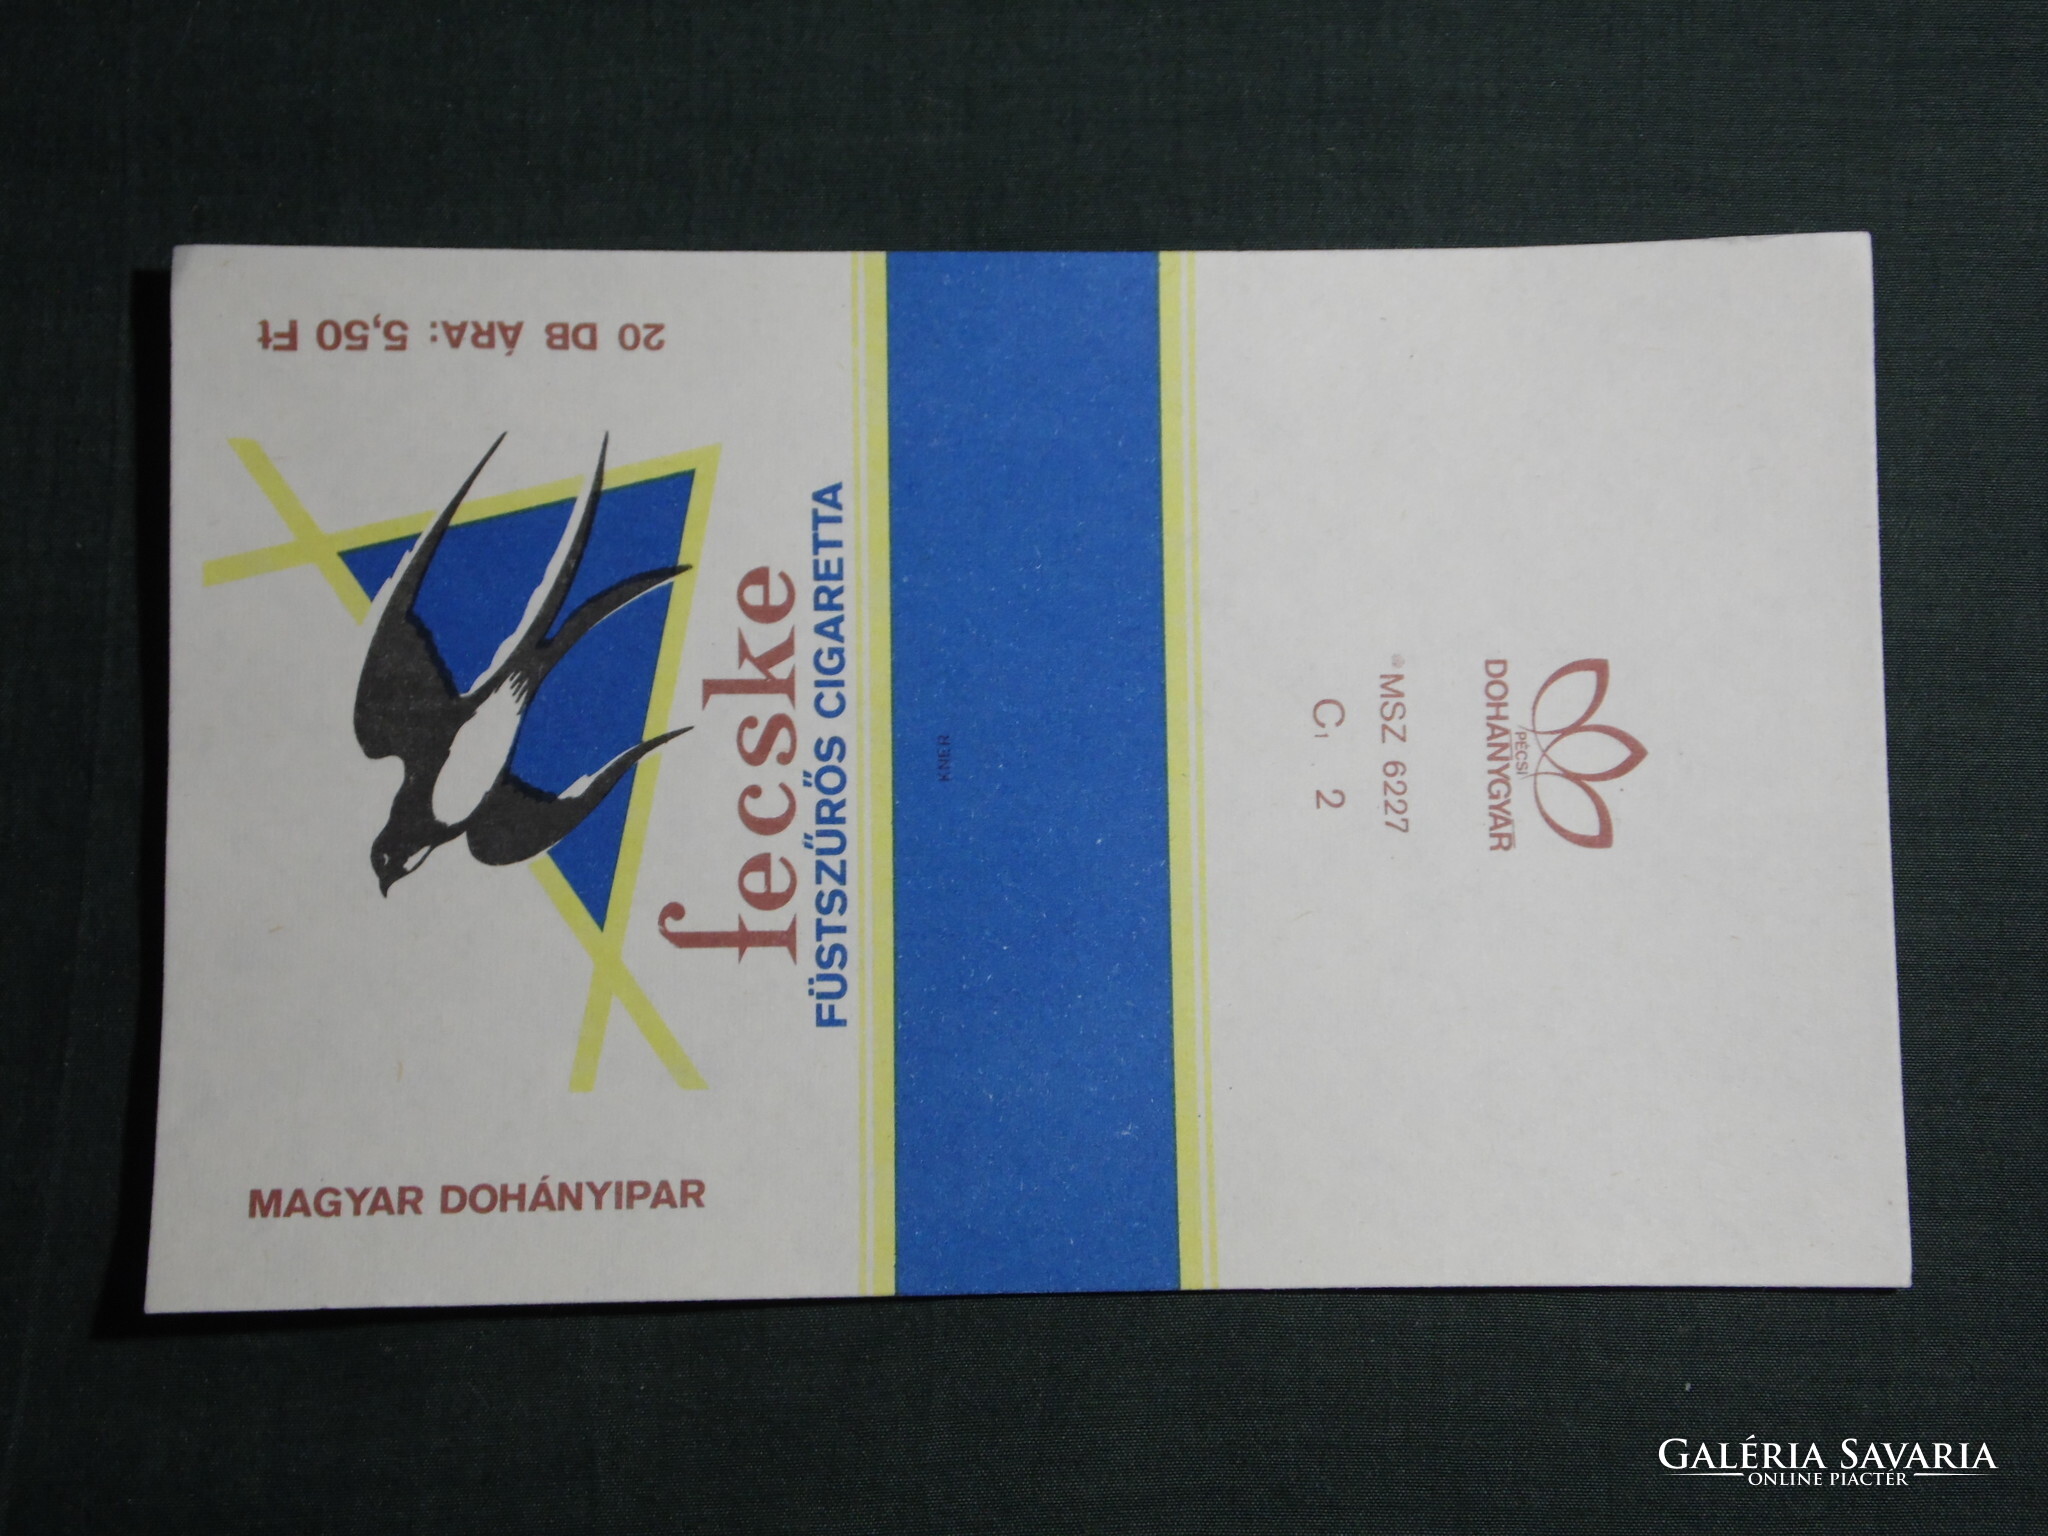 20 DB ÁRA: 5,50 Ft
fecske
FÜSTSZŰRŐS CIGARETTA
MAGYAR DOHÁNYIPAR
KNER
PÉCSI
DOHÁNYGYÁR
MSZ 6227
C1 2
GALÉRIA SAVARIA
ONLINE PIACTÉR